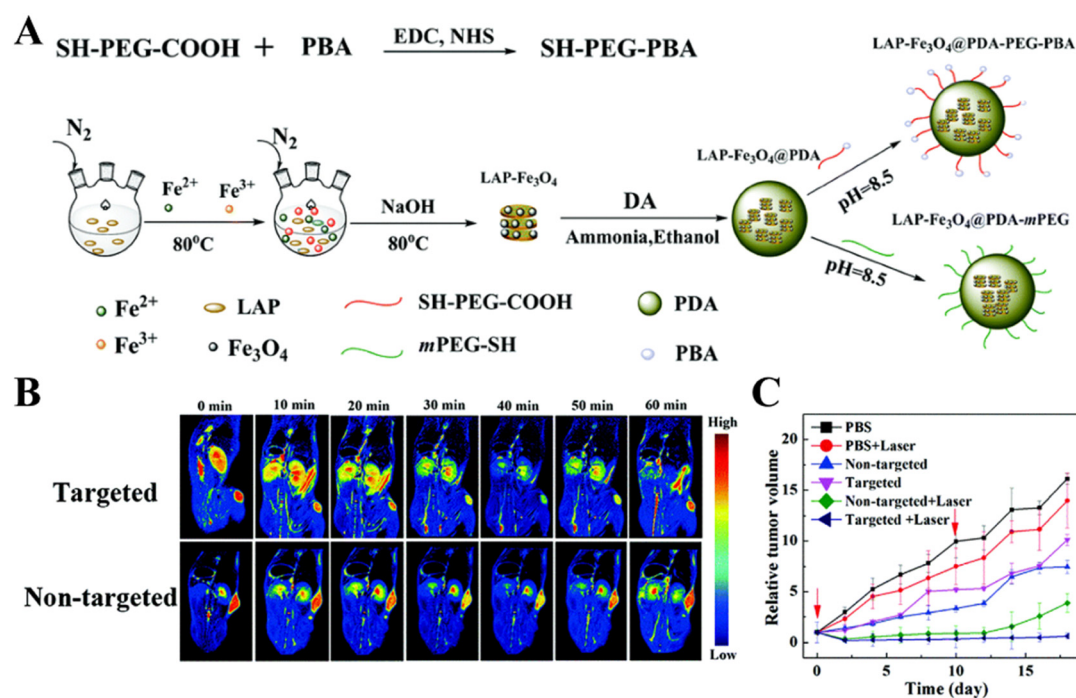 A
SH-PEG-COOH + PBA EDC, NHS SH-PEG-PBA
LAP-Fe3O4@PDA-PEG-PBA
N2 N2
Fe2+ Fe3+ 80°C
NaOH 80°C
LAP-Fe3O4
DA
Ammonia,Ethanol
LAP-Fe3O4@PDA
pH=8.5
LAP-Fe3O4@PDA-mPEG
pH=8.5
Fe2+ LAP SH-PEG-COOH PDA
Fe3+ Fe3O4 mPEG-SH PBA
B
0 min 10 min 20 min 30 min 40 min 50 min 60 min
High
Targeted
Non-targeted
Low
C
Relative tumor volume
20
15
10
5
0
PBS
PBS+Laser
Non-targeted
Targeted
Non-targeted+Laser
Targeted +Laser
0 5 10 15
Time (day)